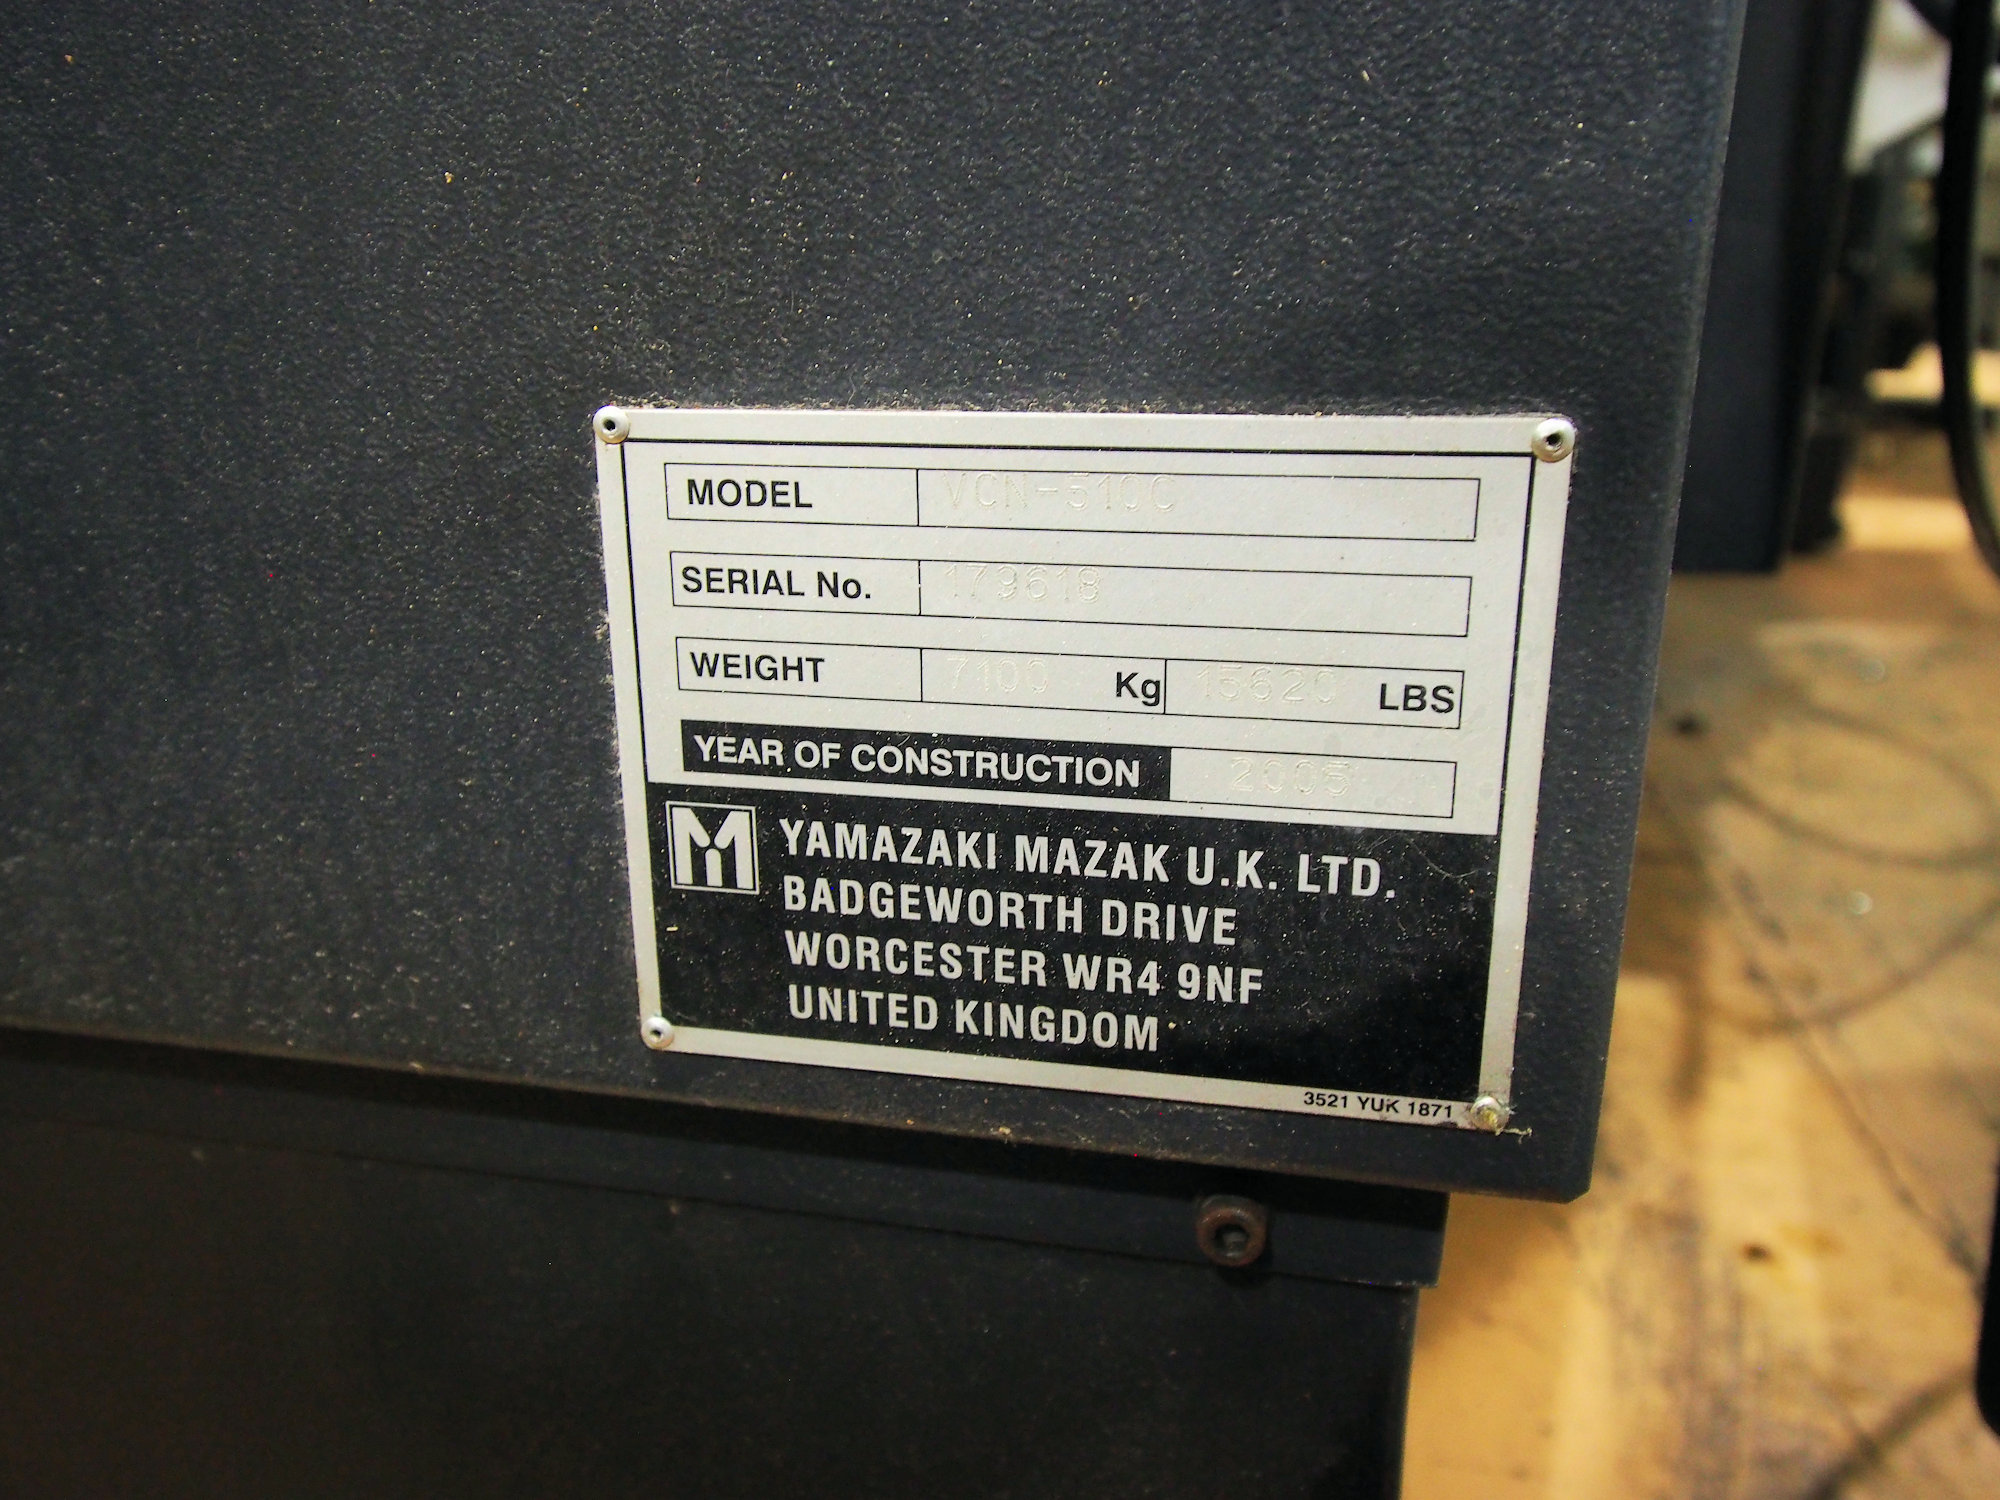 MODEL VCN-510C
SERIAL No. 179618
WEIGHT 7100 Kg 15620 LBS
YEAR OF CONSTRUCTION 2005
YAMAZAKI MAZAK U.K. LTD.
BADGEWORTH DRIVE
WORCESTER WR4 9NF
UNITED KINGDOM
3521 YUK 1871